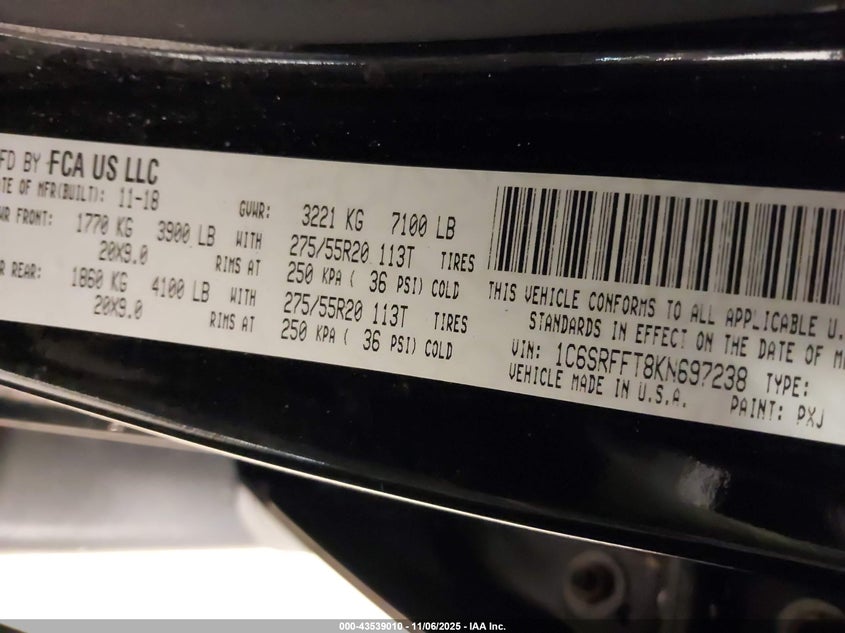 FD BY FCA US LLC
TE OF MFR(BUILT): 11-18
GVWR: 3221 KG 7100 LB
WR FRONT: 1770 KG 3900 LB WITH 275/55R20 113T TIRES
20X9.0 RIMS AT 250 KPA ( 36 PSI) COLD
R REAR: 1860 KG 4100 LB WITH 275/55R20 113T TIRES
20X9.0 RIMS AT 250 KPA ( 36 PSI) COLD
THIS VEHICLE CONFORMS TO ALL APPLICABLE U.
STANDARDS IN EFFECT ON THE DATE OF M
VIN: 1C6SRFFT8KN697238 TYPE:
VEHICLE MADE IN U.S.A. PAINT: PXJ
000-43539010 - 11/06/2025 - IAA Inc.